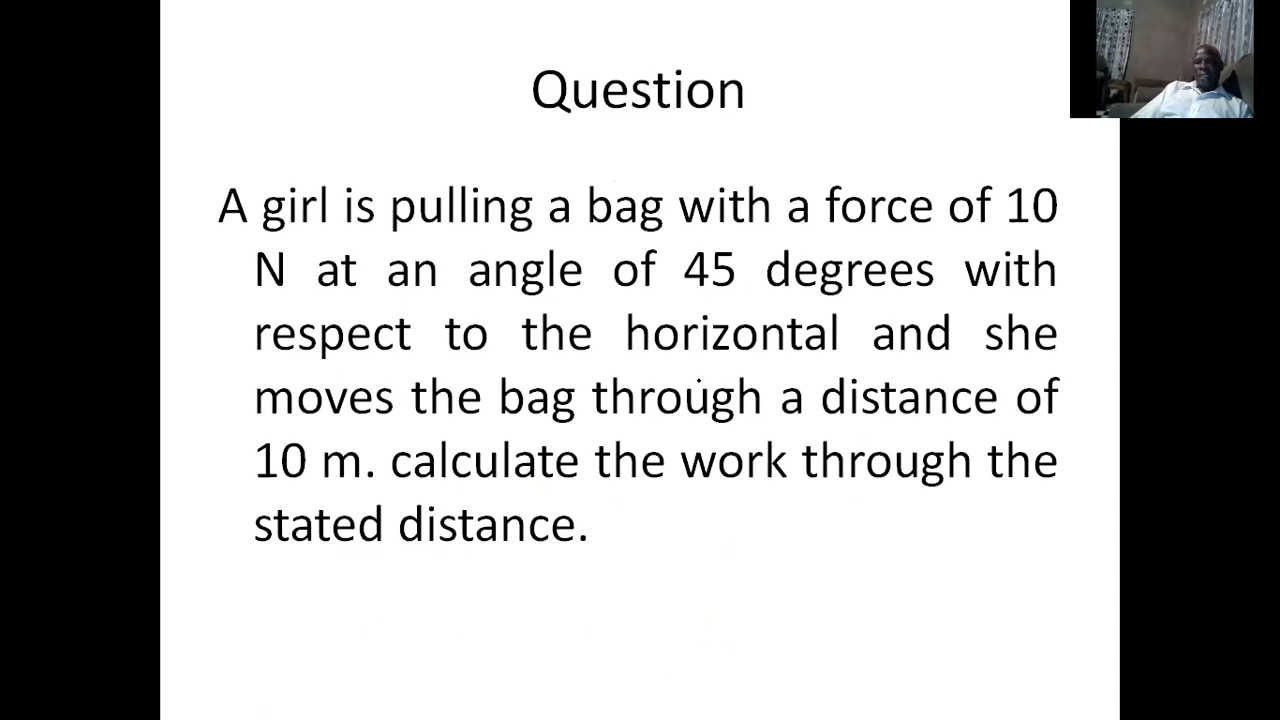 Question
A girl is pulling a bag with a force of 10
N at an angle of 45 degrees with
respect to the horizontal and she
moves the bag through a distance of
10 m. calculate the work through the
stated distance.